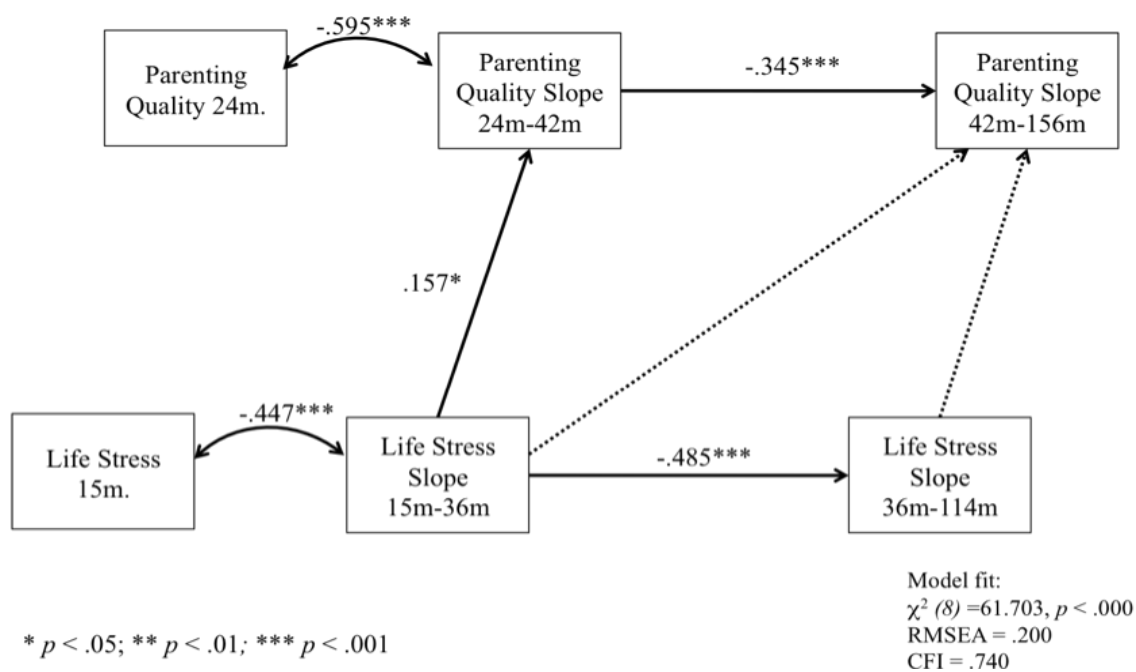 -.595***
Parenting
Quality 24m.
Parenting
Quality Slope
24m-42m
-.345***
Parenting
Quality Slope
42m-156m
.157*
-.447***
Life Stress
15m.
Life Stress
Slope
15m-36m
-.485***
Life Stress
Slope
36m-114m
Model fit:
χ² (8) =61.703, p < .000
RMSEA = .200
CFI = .740
* p < .05; ** p < .01; *** p < .001